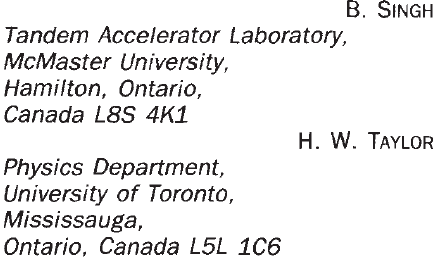 B. SINGH
Tandem Accelerator Laboratory,
McMaster University,
Hamilton, Ontario,
Canada L8S 4K1
H. W. TAYLOR
Physics Department,
University of Toronto,
Mississauga,
Ontario, Canada L5L 1C6